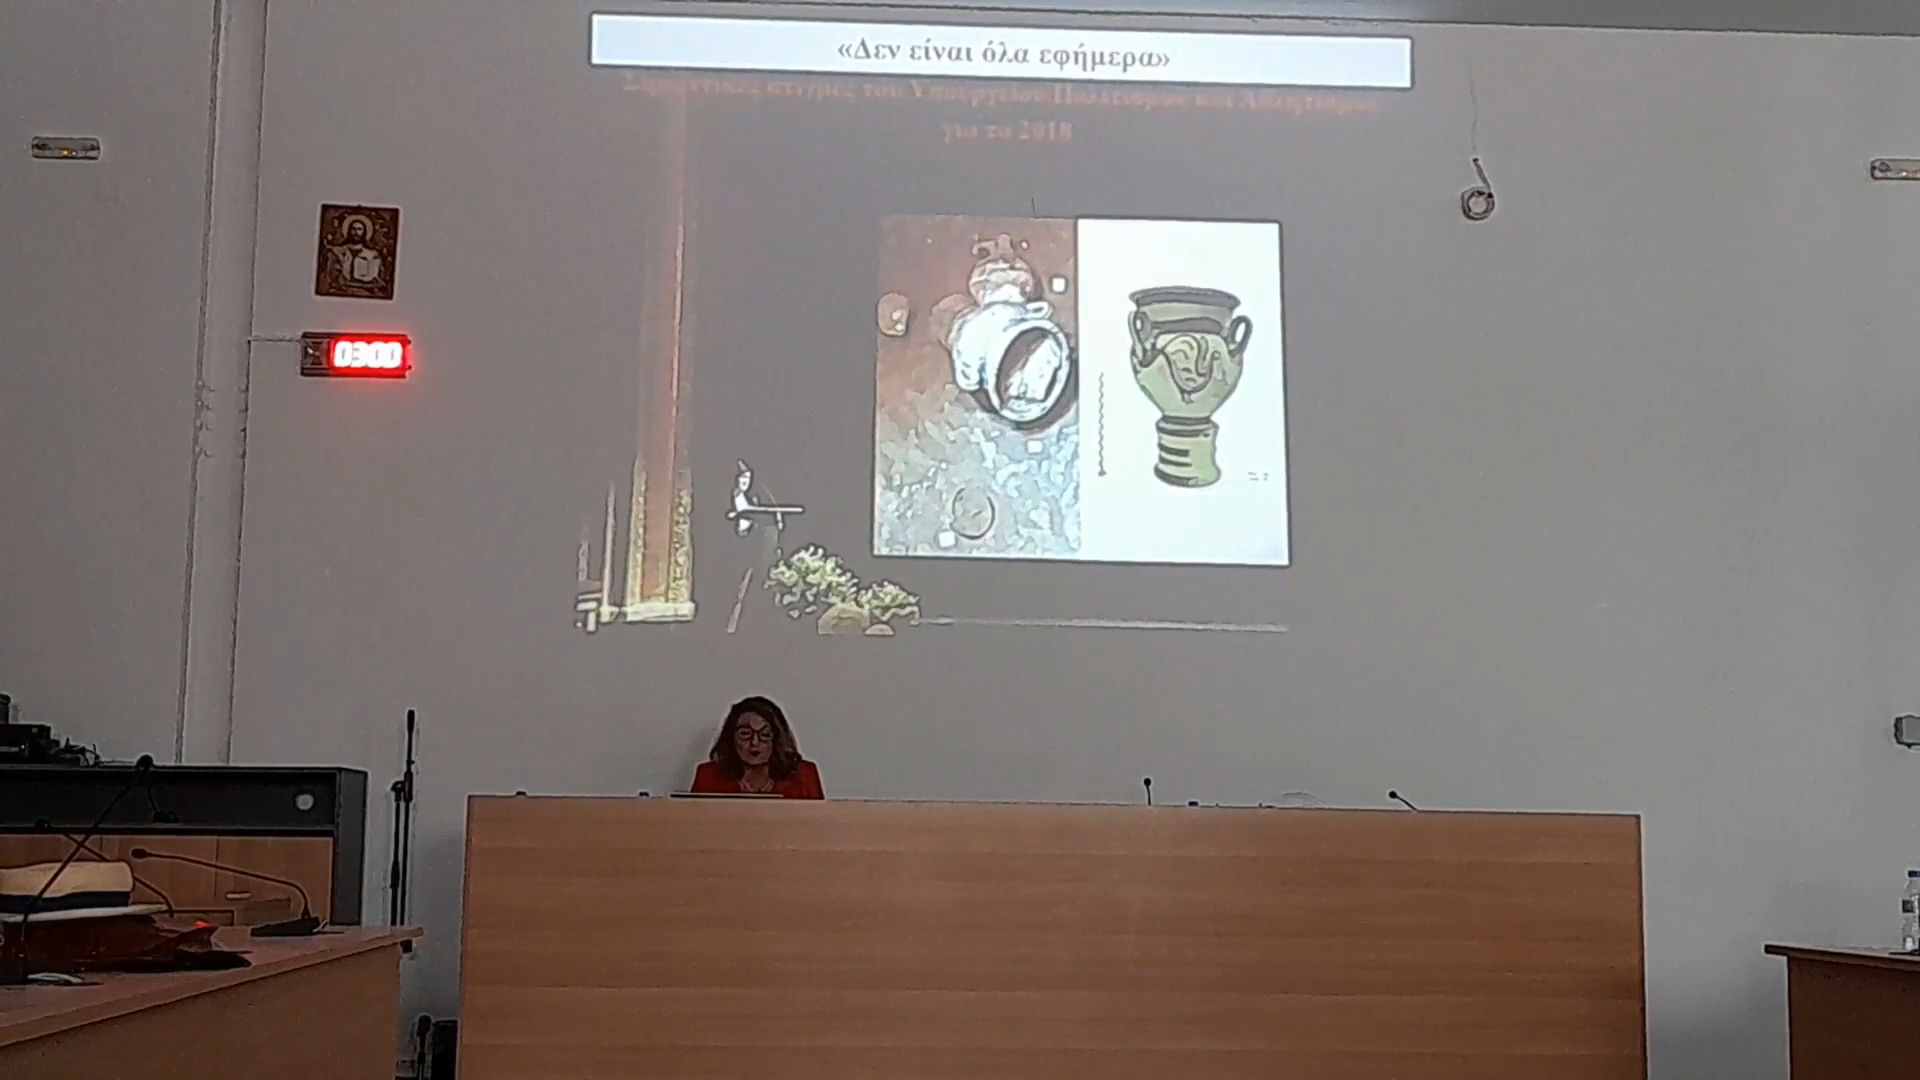 «Δεν είναι όλα εφήμερα»
Σημαντικές στιγμές του Υπουργείου Πολιτισμού και Αθλητισμού
για το 2018
03:00